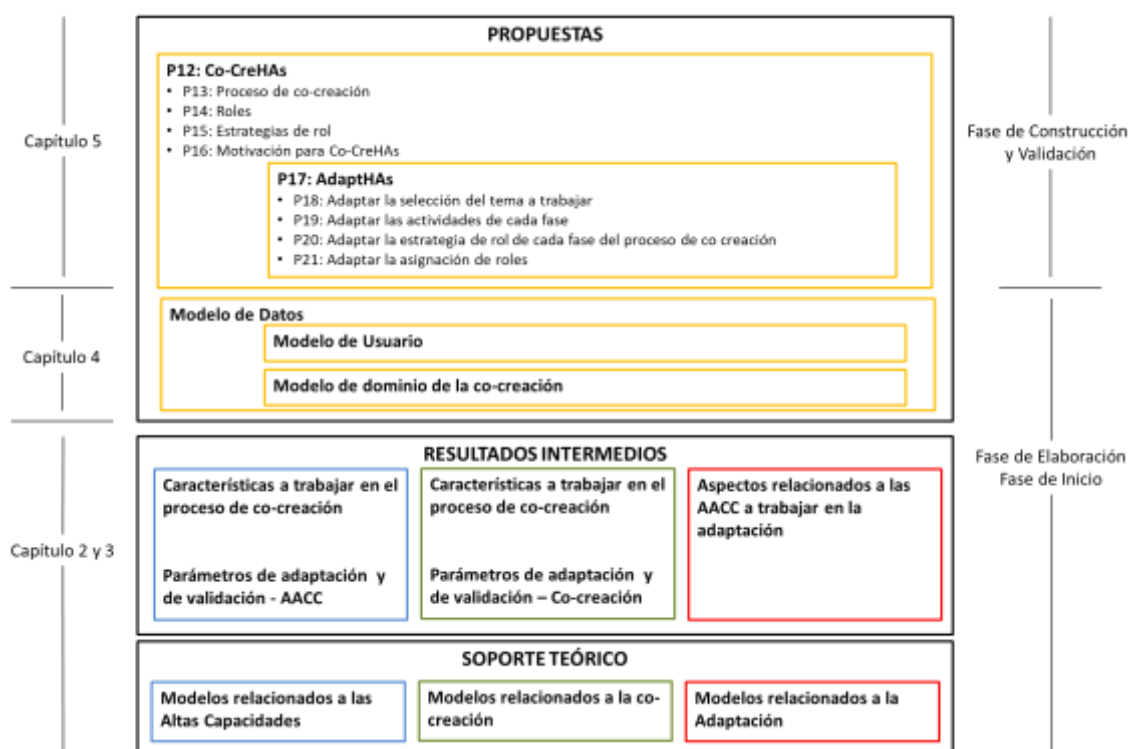 PROPUESTAS
P12: Co-CreHAs
• P13: Proceso de co-creación
• P14: Roles
• P15: Estrategias de rol
• P16: Motivación para Co-CreHAs
P17: AdaptHAs
• P18: Adaptar la selección del tema a trabajar
• P19: Adaptar las actividades de cada fase
• P20: Adaptar la estrategia de rol de cada fase del proceso de co creación
• P21: Adaptar la asignación de roles
Capítulo 5
Fase de Construcción
y Validación
Modelo de Datos
Modelo de Usuario
Modelo de dominio de la co-creación
Capítulo 4
RESULTADOS INTERMEDIOS
Características a trabajar en el
proceso de co-creación
Parámetros de adaptación y
de validación - AACC
Características a trabajar en el
proceso de co-creación
Parámetros de adaptación y
de validación – Co-creación
Aspectos relacionados a las
AACC a trabajar en la
adaptación
Capítulo 2 y 3
Fase de Elaboración
Fase de Inicio
SOPORTE TEÓRICO
Modelos relacionados a las
Altas Capacidades
Modelos relacionados a la co-
creación
Modelos relacionados a la
Adaptación